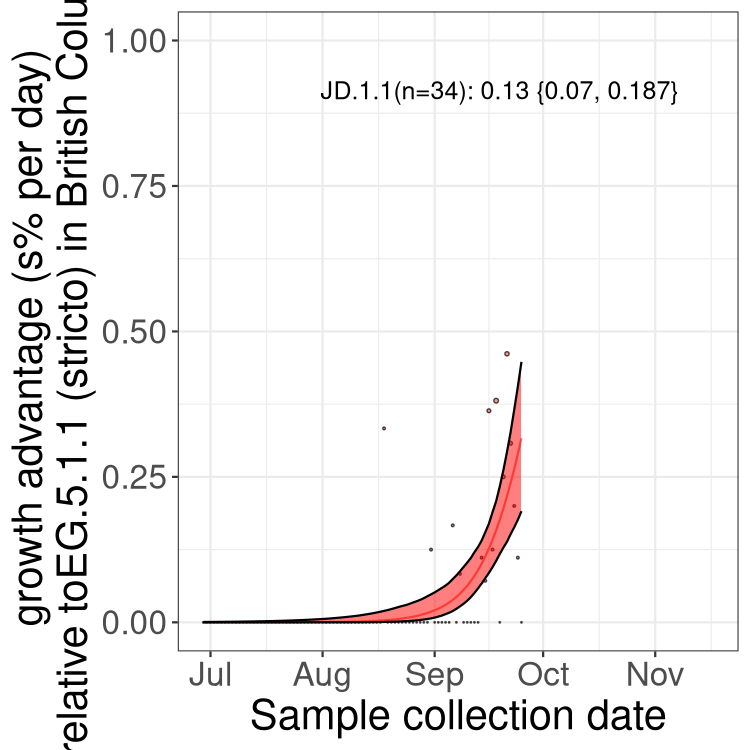 growth advantage (s% per day)
relative toEG.5.1.1 (stricto) in British Colu
1.00
0.75
0.50
0.25
0.00
JD.1.1(n=34): 0.13 {0.07, 0.187}
Jul Aug Sep Oct Nov
Sample collection date